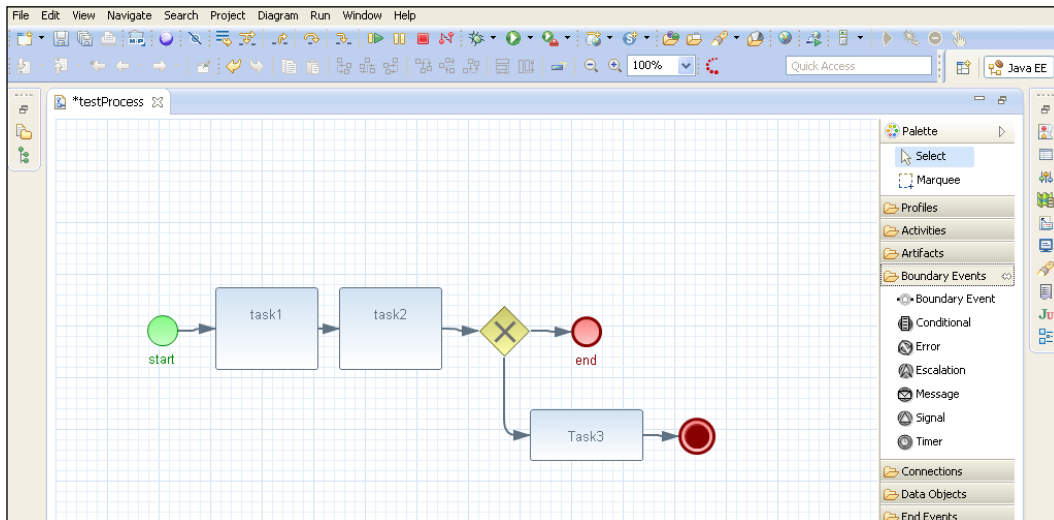 File Edit View Navigate Search Project Diagram Run Window Help
100%
Quick Access
Java EE
*testProcess
Palette
Select
Marquee
Profiles
Activities
Artifacts
Boundary Events
Boundary Event
Conditional
Error
Escalation
Message
Signal
Timer
Connections
Data Objects
End Events
task1
task2
start
end
Task3